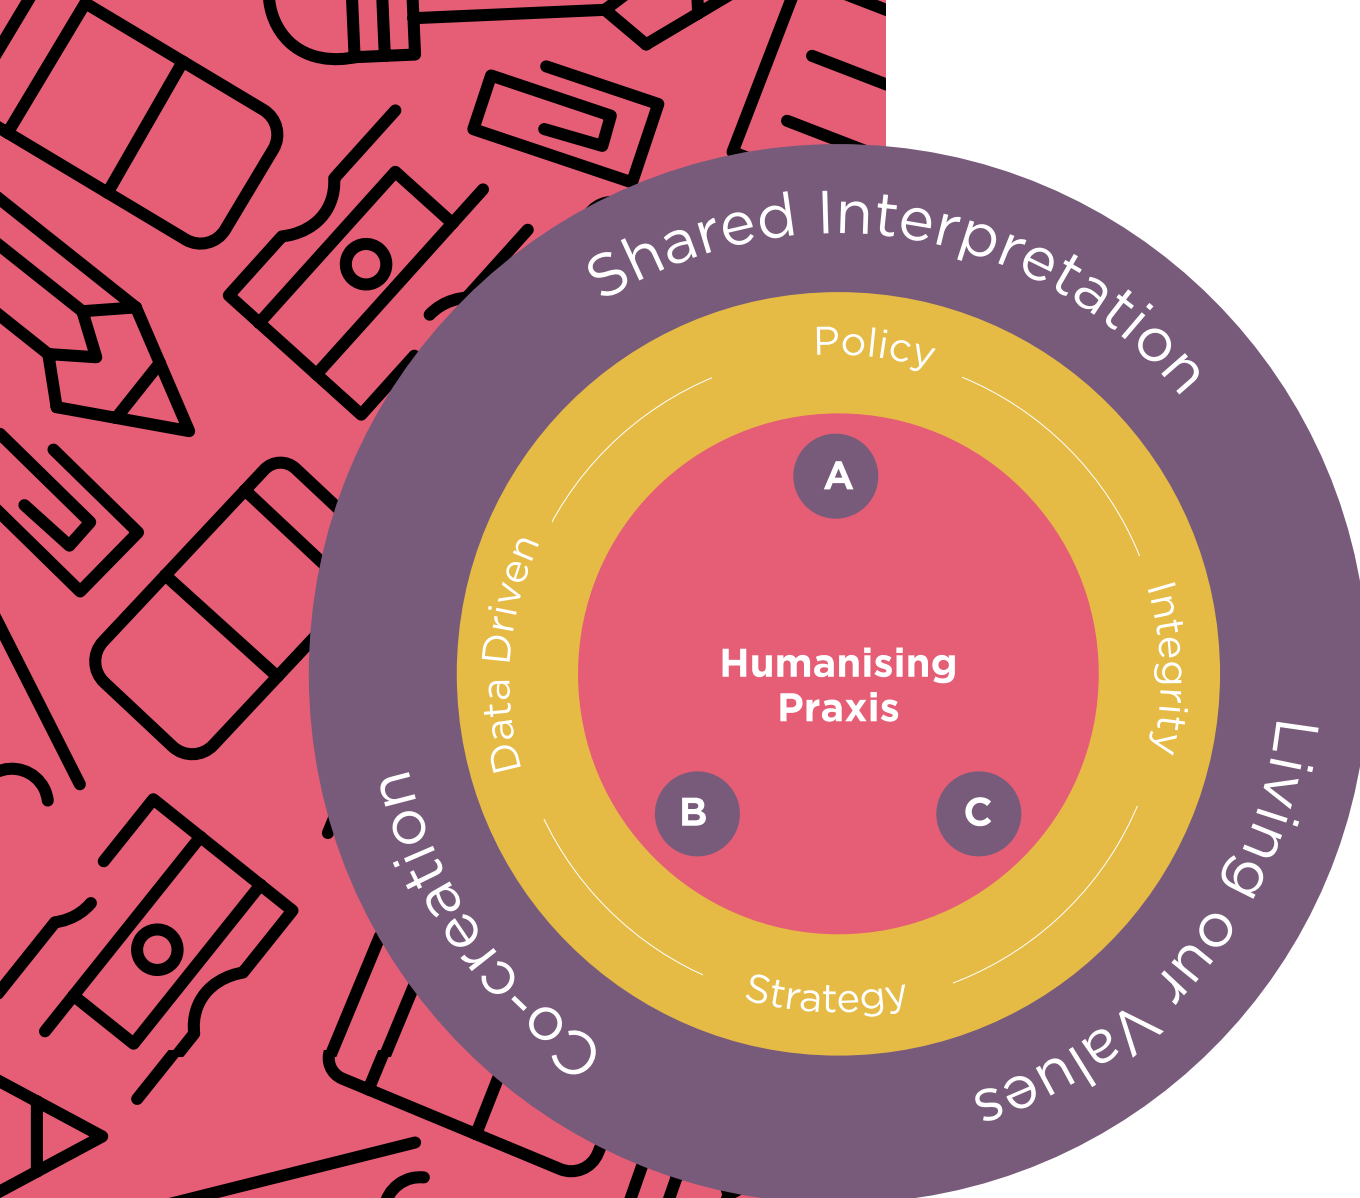 Shared Interpretation
Policy
A
Data Driven
Integrity
Humanising
Praxis
B
C
Strategy
Co-creation
Living our Values